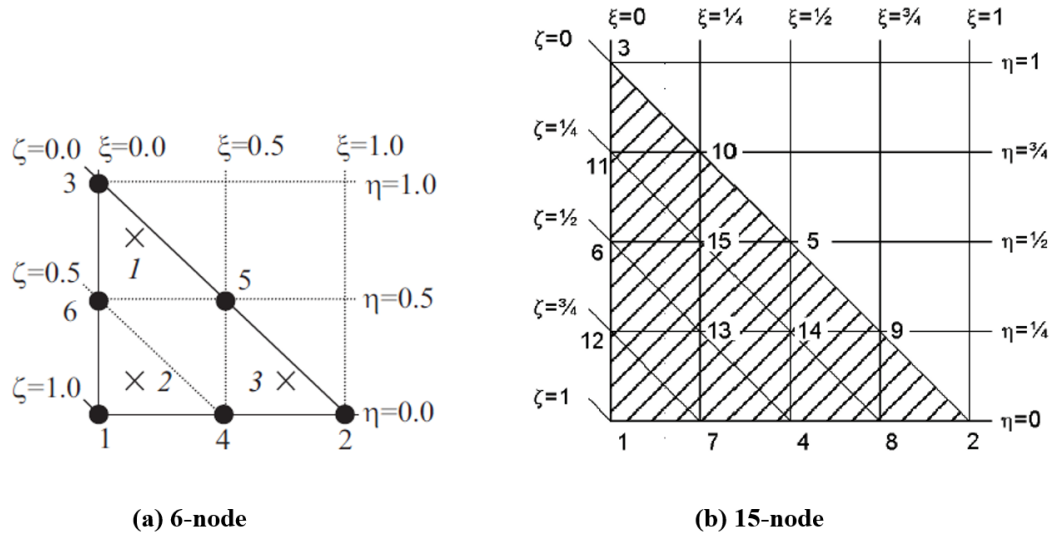 ζ=0.0 ξ=0.0 ξ=0.5 ξ=1.0
3 η=1.0
1
ζ=0.5 5
6 η=0.5
ζ=1.0 2 3
η=0.0
1 4 2
(a) 6-node
ξ=0 ξ=¼ ξ=½ ξ=¾ ξ=1
ζ=0 3
η=1
ζ=¼
11 10 η=¾
ζ=½
6 15 5 η=½
ζ=¾
12 13 14 9 η=¼
ζ=1
η=0
1 7 4 8 2
(b) 15-node